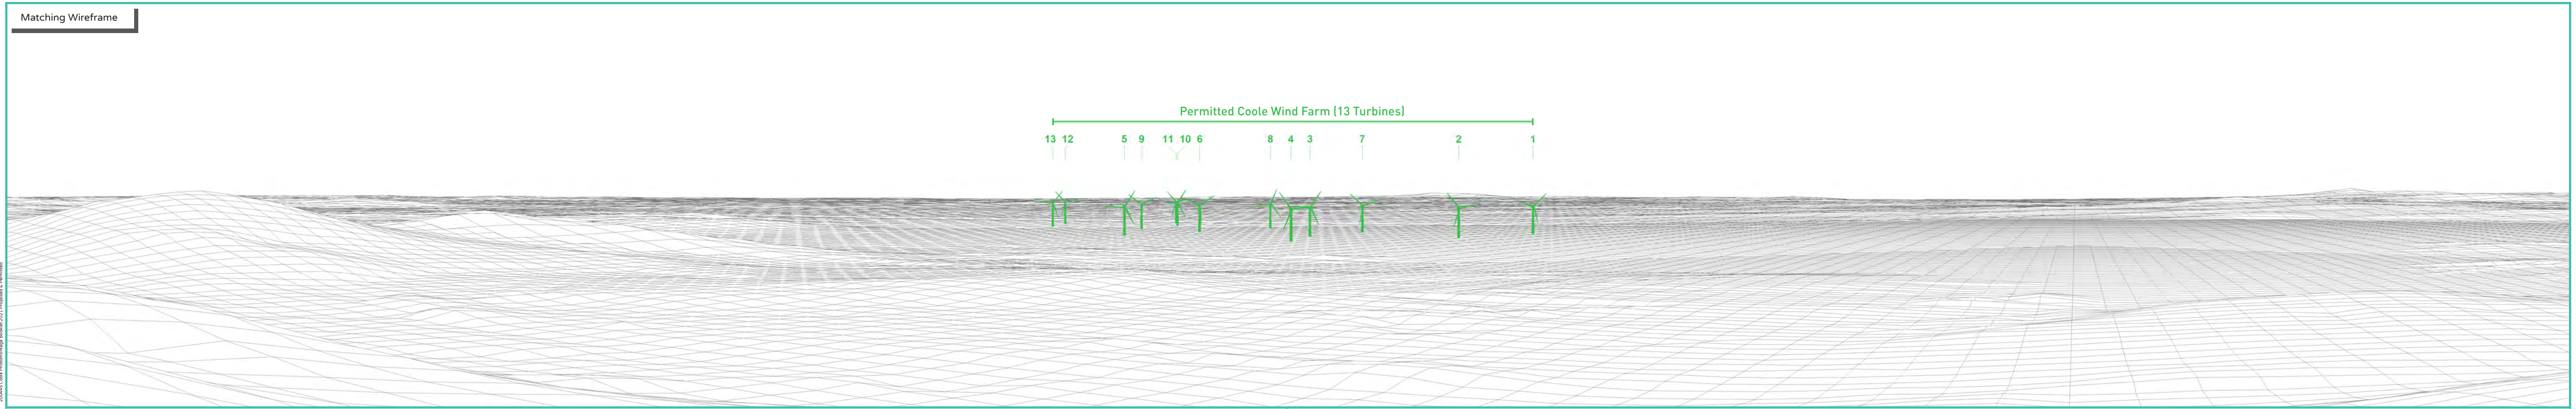 Matching Wireframe
Permitted Coole Wind Farm (13 Turbines)
13 12 5 9 11 10 6 8 4 3 7 2 1